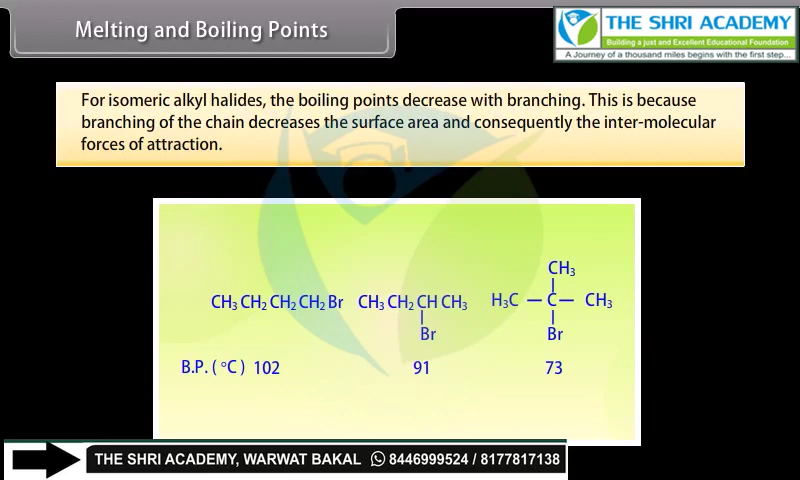 Melting and Boiling Points
THE SHRI ACADEMY
Building a just and Excellent Educational Foundation
A Journey of a thousand miles begins with the first step...
For isomeric alkyl halides, the boiling points decrease with branching. This is because
branching of the chain decreases the surface area and consequently the inter-molecular
forces of attraction.
CH₃
CH₃ CH₂ CH₂ CH₂ Br CH₃ CH₂ CH CH₃ H₃C — C — CH₃
Br Br
B.P. ( °C ) 102 91 73
THE SHRI ACADEMY, WARWAT BAKAL 8446999524 / 8177817138